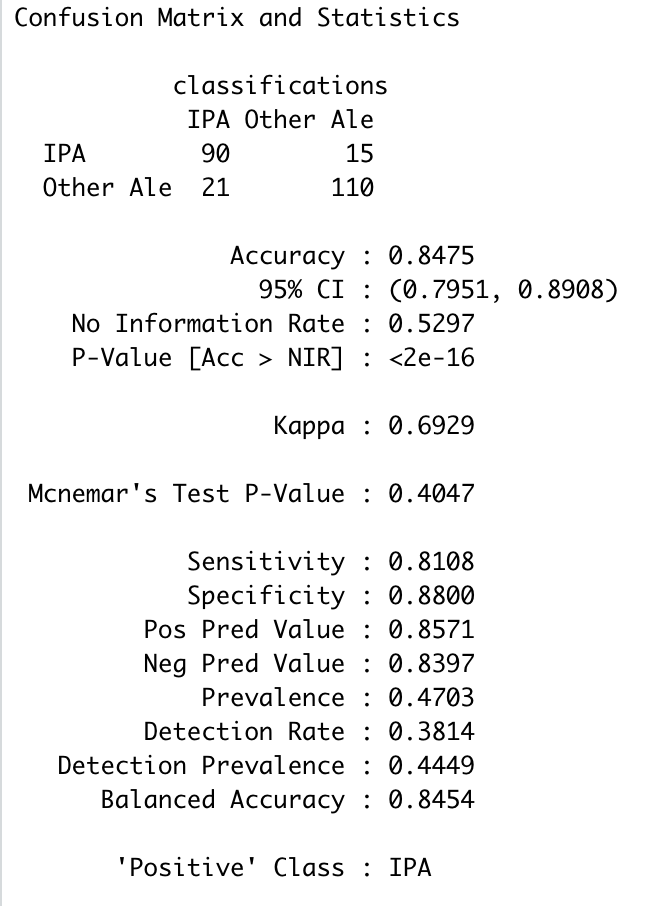 Confusion Matrix and Statistics
classifications
IPA Other Ale
IPA 90 15
Other Ale 21 110
Accuracy : 0.8475
95% CI : (0.7951, 0.8908)
No Information Rate : 0.5297
P-Value [Acc > NIR] : <2e-16
Kappa : 0.6929
Mcnemar's Test P-Value : 0.4047
Sensitivity : 0.8108
Specificity : 0.8800
Pos Pred Value : 0.8571
Neg Pred Value : 0.8397
Prevalence : 0.4703
Detection Rate : 0.3814
Detection Prevalence : 0.4449
Balanced Accuracy : 0.8454
'Positive' Class : IPA